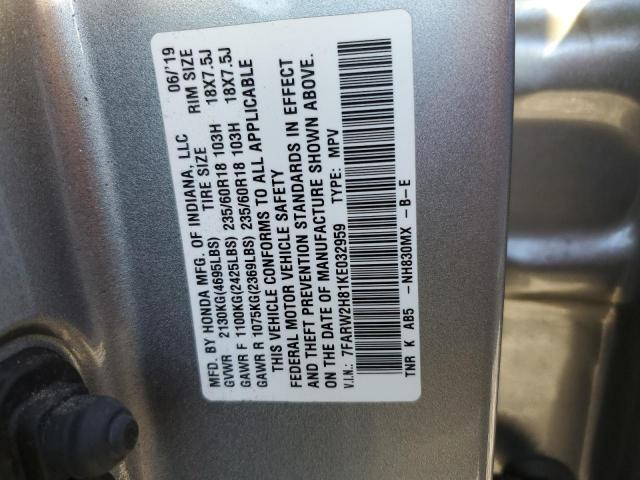 MFD. BY HONDA MFG. OF INDIANA, LLC 06/'19
TIRE SIZE RIM SIZE
GVWR 2130KG(4695LBS)
GAWR F 1100KG(2425LBS) 235/60R18 103H 18X7.5J
GAWR R 1075KG(2369LBS) 235/60R18 103H 18X7.5J
THIS VEHICLE CONFORMS TO ALL APPLICABLE
FEDERAL MOTOR VEHICLE SAFETY
AND THEFT PREVENTION STANDARDS IN EFFECT
ON THE DATE OF MANUFACTURE SHOWN ABOVE.
V.I.N.: 7FARW2H81KE032959 TYPE: MPV
TNR K AB5 -NH830MX -B-E